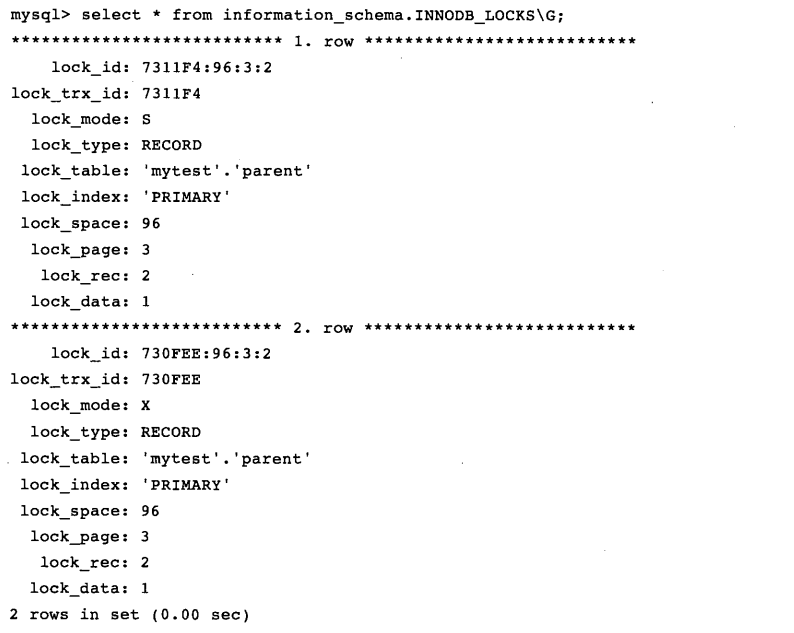 mysql> select * from information_schema.INNODB_LOCKS\G;
*************************** 1. row ***************************
lock_id: 7311F4:96:3:2
lock_trx_id: 7311F4
lock_mode: S
lock_type: RECORD
lock_table: 'mytest'.'parent'
lock_index: 'PRIMARY'
lock_space: 96
lock_page: 3
lock_rec: 2
lock_data: 1
*************************** 2. row ***************************
lock_id: 730FEE:96:3:2
lock_trx_id: 730FEE
lock_mode: X
lock_type: RECORD
lock_table: 'mytest'.'parent'
lock_index: 'PRIMARY'
lock_space: 96
lock_page: 3
lock_rec: 2
lock_data: 1
2 rows in set (0.00 sec)